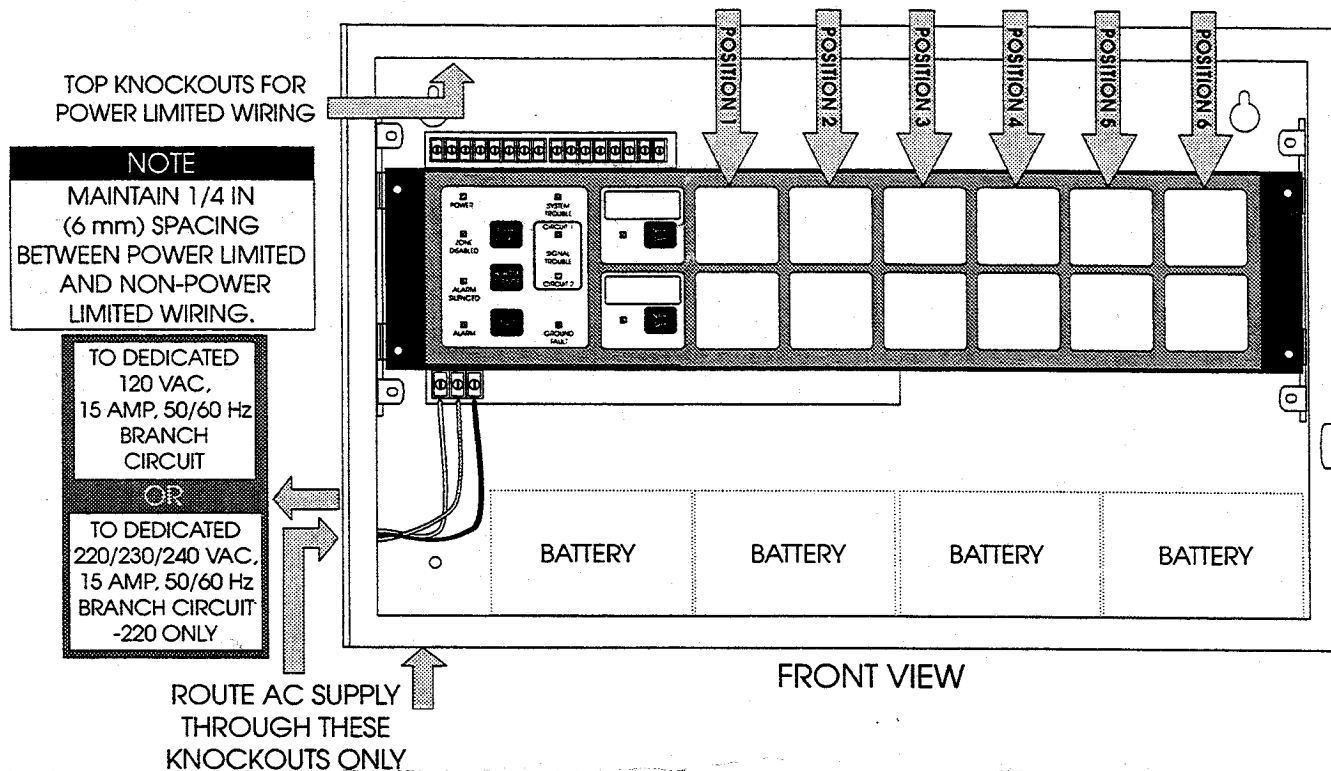 POSITION 1
POSITION 2
POSITION 3
POSITION 4
POSITION 5
POSITION 6
TOP KNOCKOUTS FOR
POWER LIMITED WIRING
NOTE
MAINTAIN 1/4 IN
(6 mm) SPACING
BETWEEN POWER LIMITED
AND NON-POWER
LIMITED WIRING.
POWER
ZONE
DISABLED
ALARM
SILENCED
ALARM
SYSTEM
TROUBLE
CIRCUIT 1
SIGNAL
TROUBLE
CIRCUIT 2
GROUND
FAULT
TO DEDICATED
120 VAC,
15 AMP, 50/60 Hz
BRANCH
CIRCUIT
OR
TO DEDICATED
220/230/240 VAC,
15 AMP, 50/60 Hz
BRANCH CIRCUIT
-220 ONLY
BATTERY
BATTERY
BATTERY
BATTERY
FRONT VIEW
ROUTE AC SUPPLY
THROUGH THESE
KNOCKOUTS ONLY